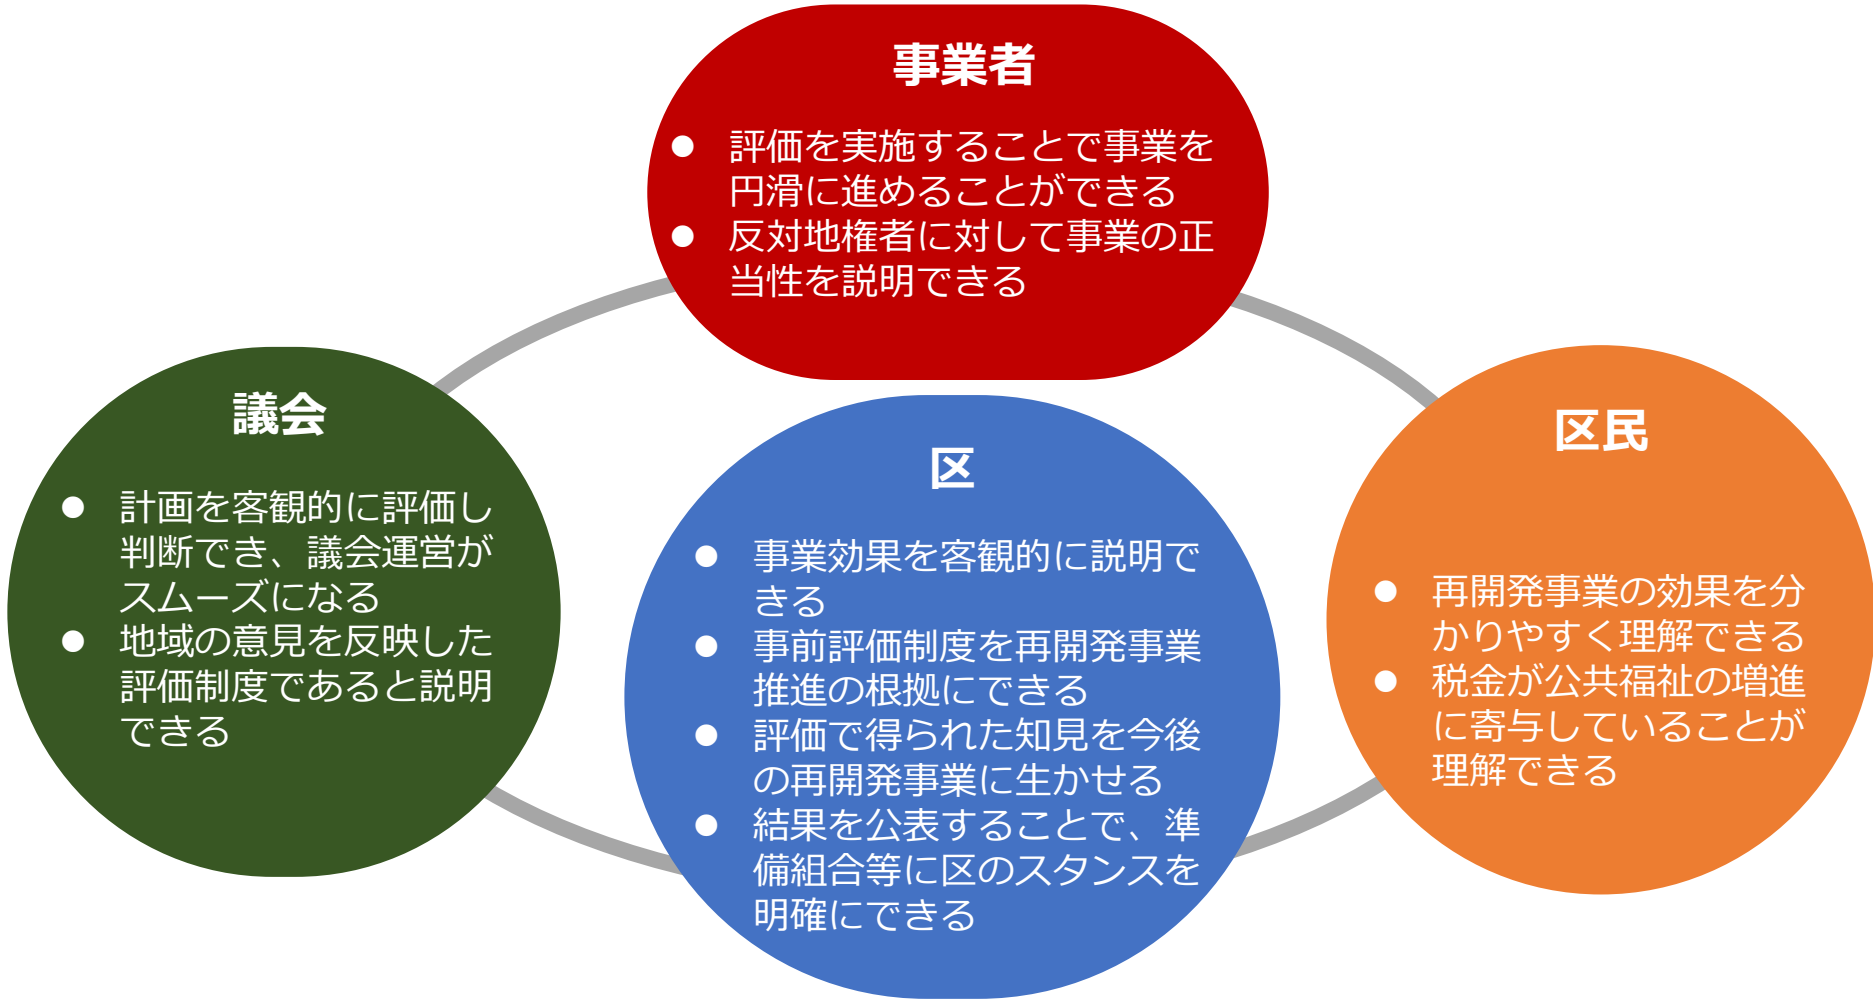 事業者
● 評価を実施することで事業を
円滑に進めることができる
● 反対地権者に対して事業の正
当性を説明できる
議会
● 計画を客観的に評価し
判断でき、議会運営が
スムーズになる
● 地域の意見を反映した
評価制度であると説明
できる
区
● 事業効果を客観的に説明で
きる
● 事前評価制度を再開発事業
推進の根拠にできる
● 評価で得られた知見を今後
の再開発事業に生かせる
● 結果を公表することで、準
備組合等に区のスタンスを
明確にできる
区民
● 再開発事業の効果を分
かりやすく理解できる
● 税金が公共福祉の増進
に寄与していることが
理解できる